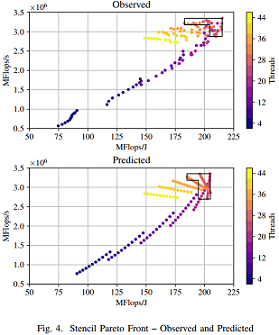 Observed
×10⁶
3.5
3.0
2.5
2.0
1.5
1.0
0.5
MFlops/s
50 75 100 125 150 175 200 225
MFlops/J
44
36
28
20
12
4
Threads
Predicted
×10⁶
3.5
3.0
2.5
2.0
1.5
1.0
0.5
MFlops/s
50 75 100 125 150 175 200 225
MFlops/J
44
36
28
20
12
4
Threads
Fig. 4. Stencil Pareto Front – Observed and Predicted